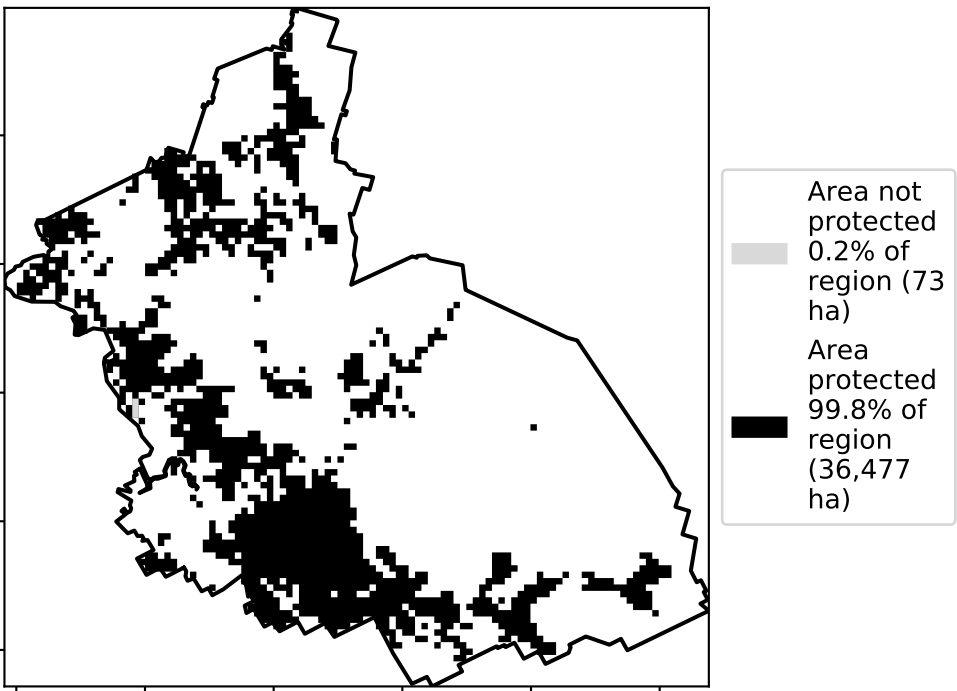 Area not
protected
0.2% of
region (73
ha)
Area
protected
99.8% of
region
(36,477
ha)